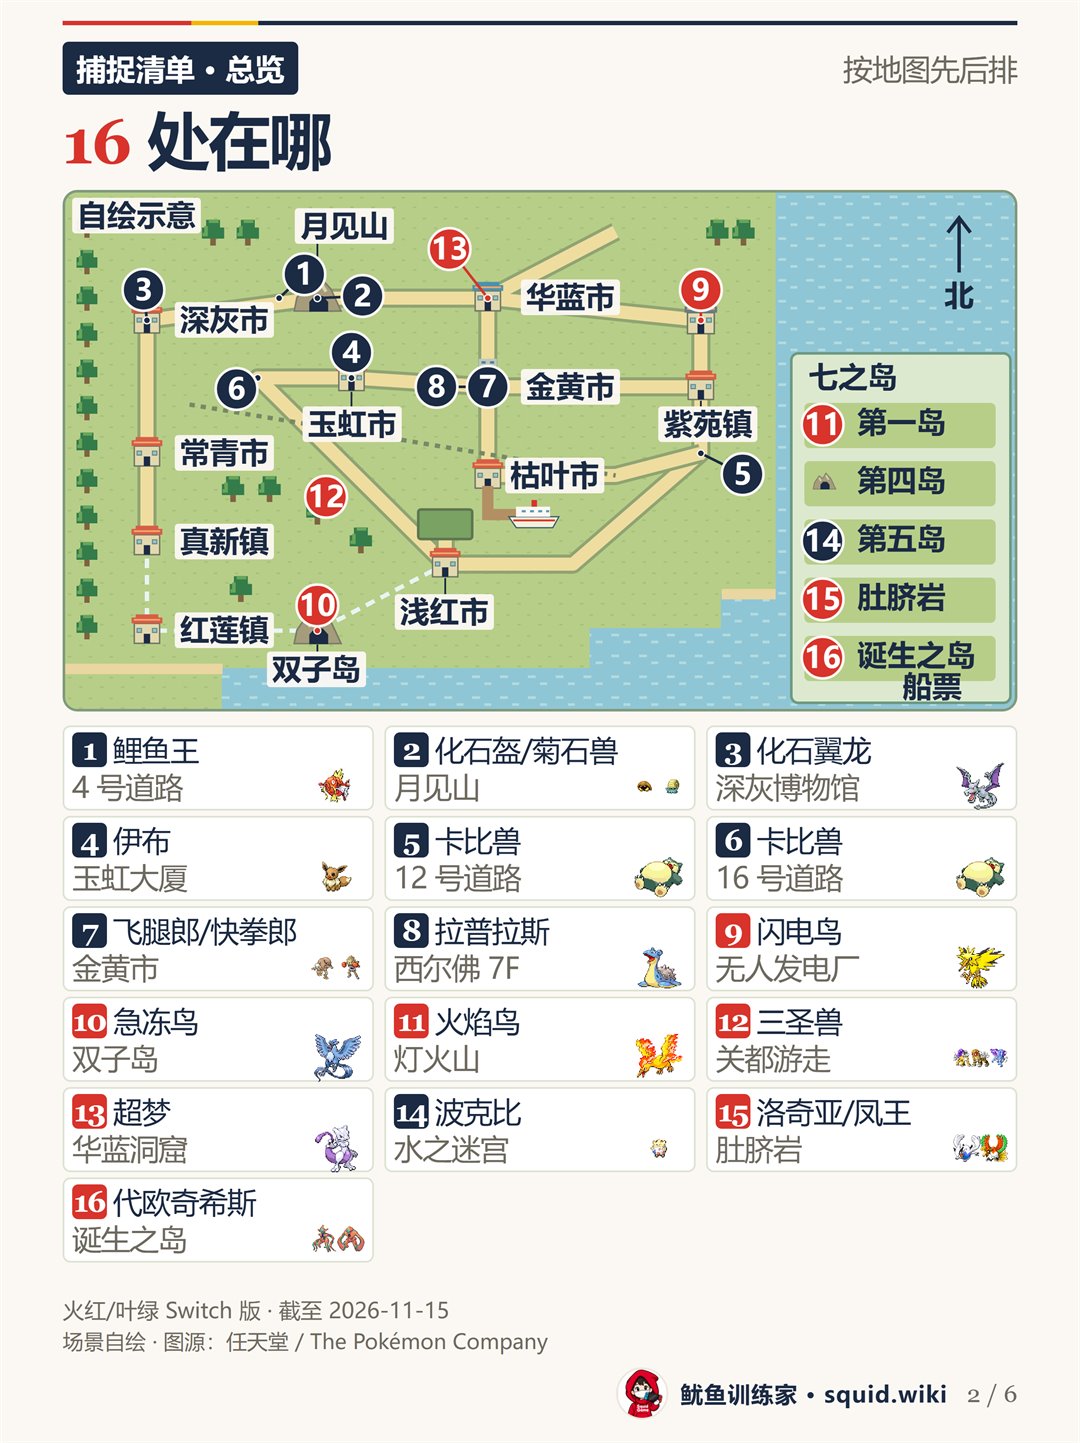 捕捉清单·总览
按地图先后排
16 处在哪
自绘示意
月见山
13
1
3
2
9
华蓝市
深灰市
北
4
6
8
7
金黄市
七之岛
11 第一岛
玉虹市
紫苑镇
常青市
枯叶市
5
第四岛
12
真新镇
14 第五岛
10
浅红市
15 肚脐岩
红莲镇
双子岛
16 诞生之岛
船票
1 鲤鱼王
4 号道路
2 化石盔/菊石兽
月见山
3 化石翼龙
深灰博物馆
4 伊布
玉虹大厦
5 卡比兽
12 号道路
6 卡比兽
16 号道路
7 飞腿郎/快拳郎
金黄市
8 拉普拉斯
西尔佛 7F
9 闪电鸟
无人发电厂
10 急冻鸟
双子岛
11 火焰鸟
灯火山
12 三圣兽
关都游走
13 超梦
华蓝洞窟
14 波克比
水之迷宫
15 洛奇亚/凤王
肚脐岩
16 代欧奇希斯
诞生之岛
火红/叶绿 Switch 版 · 截至 2026-11-15
场景自绘 · 图源：任天堂 / The Pokémon Company
鱿鱼训练家 • squid.wiki 2 / 6